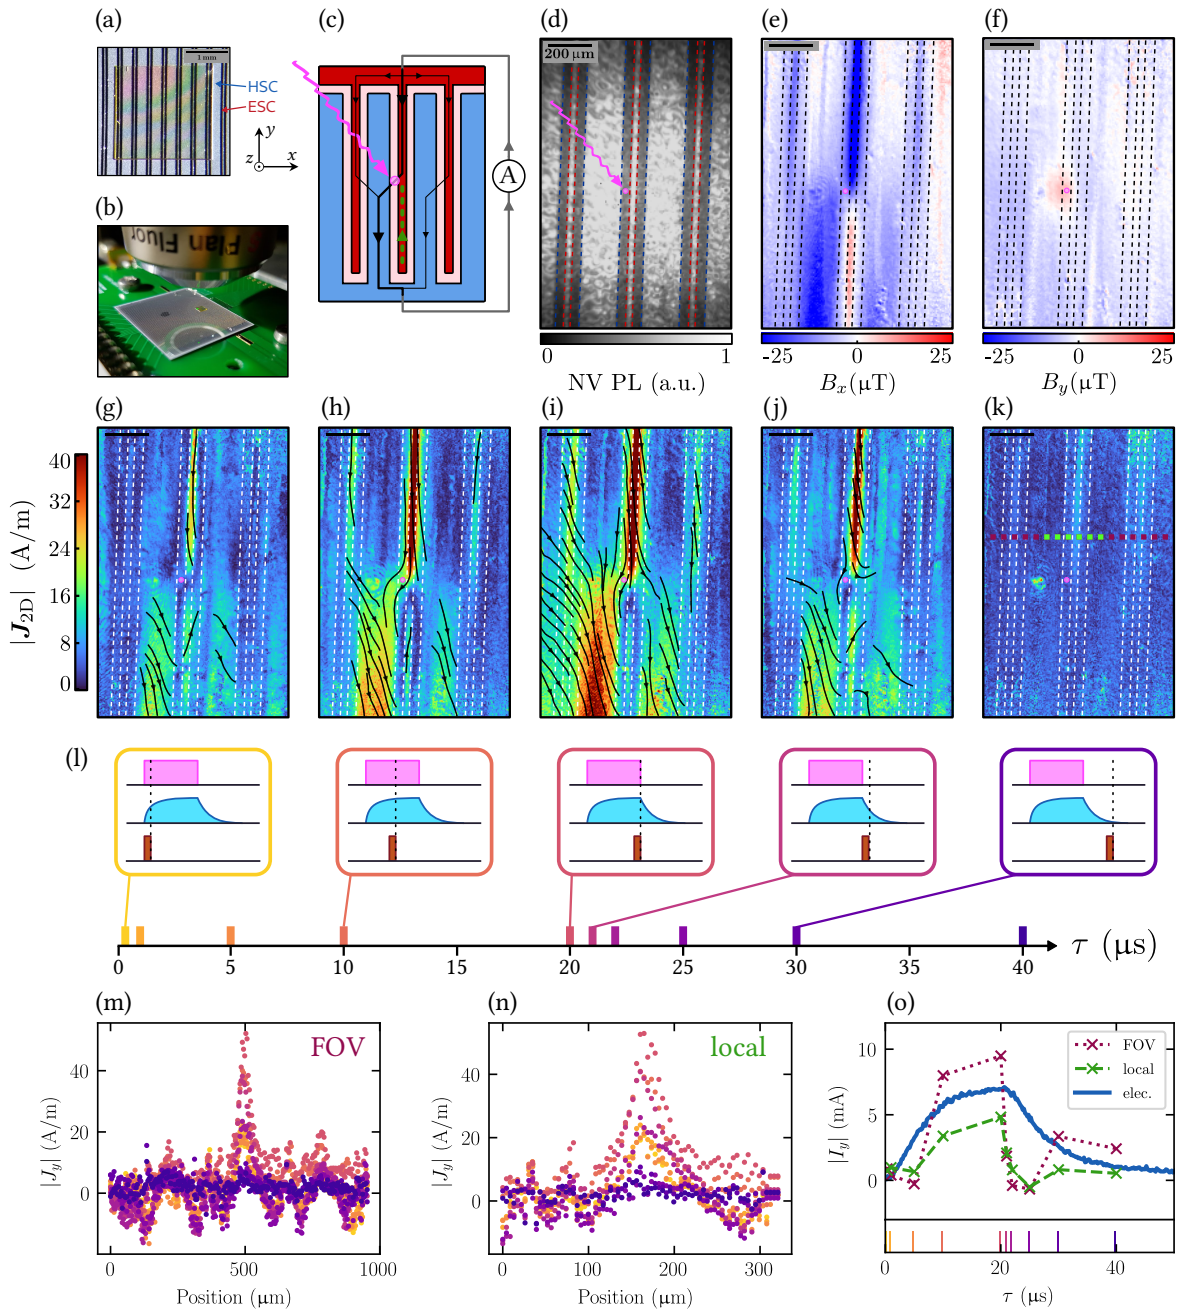 (a)
(b)
(c)
(d)
(e)
(f)
1 mm
HSC
ESC
y
z
x
Plan Fluor
A
200 μm
0
1
NV PL (a.u.)
-25
0
25
Bx(μT)
-25
0
25
By(μT)
(g)
(h)
(i)
(j)
(k)
40
32
24
16
8
0
|J2D| (A/m)
(l)
0
5
10
15
20
25
30
35
40
τ (μs)
(m)
FOV
40
20
0
|Jy| (A/m)
0
500
1000
Position (μm)
(n)
local
40
20
0
|Jy| (A/m)
0
100
200
300
Position (μm)
(o)
FOV
local
elec.
10
5
0
|Iy| (mA)
0
20
40
τ (μs)